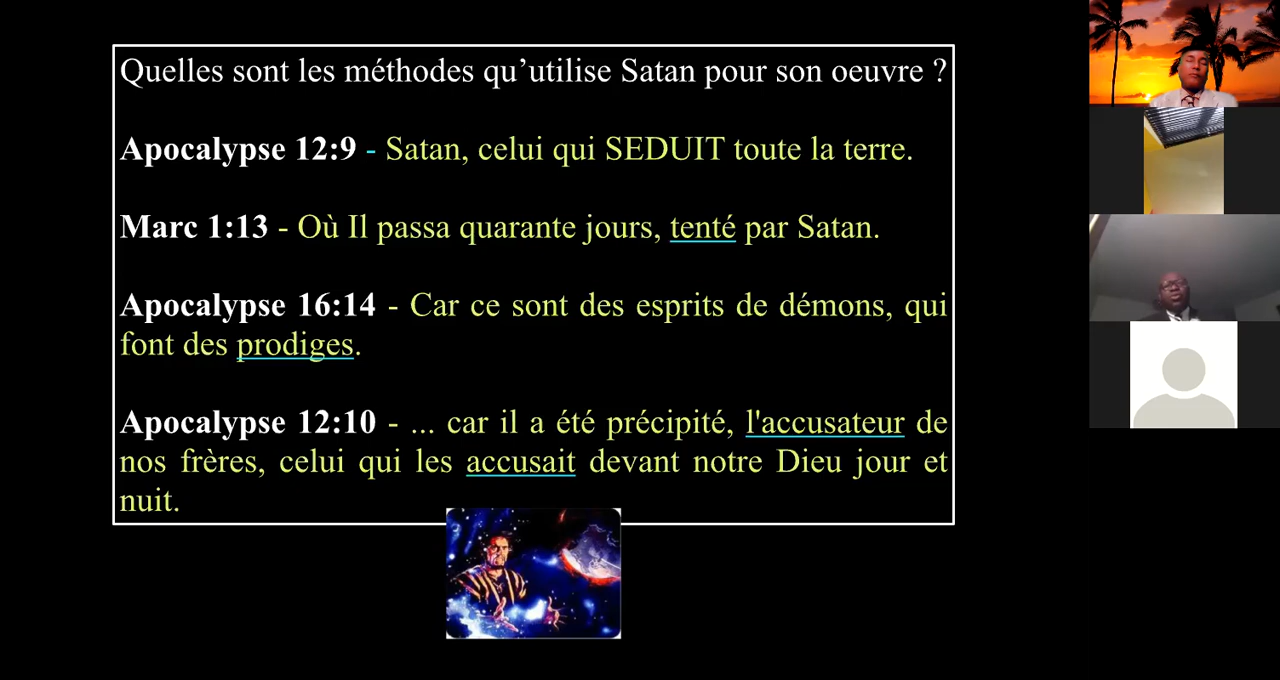 Quelles sont les méthodes qu’utilise Satan pour son oeuvre ?
Apocalypse 12:9 - Satan, celui qui SEDUIT toute la terre.
Marc 1:13 - Où Il passa quarante jours, tenté par Satan.
Apocalypse 16:14 - Car ce sont des esprits de démons, qui
font des prodiges.
Apocalypse 12:10 - ... car il a été précipité, l'accusateur de
nos frères, celui qui les accusait devant notre Dieu jour et
nuit.